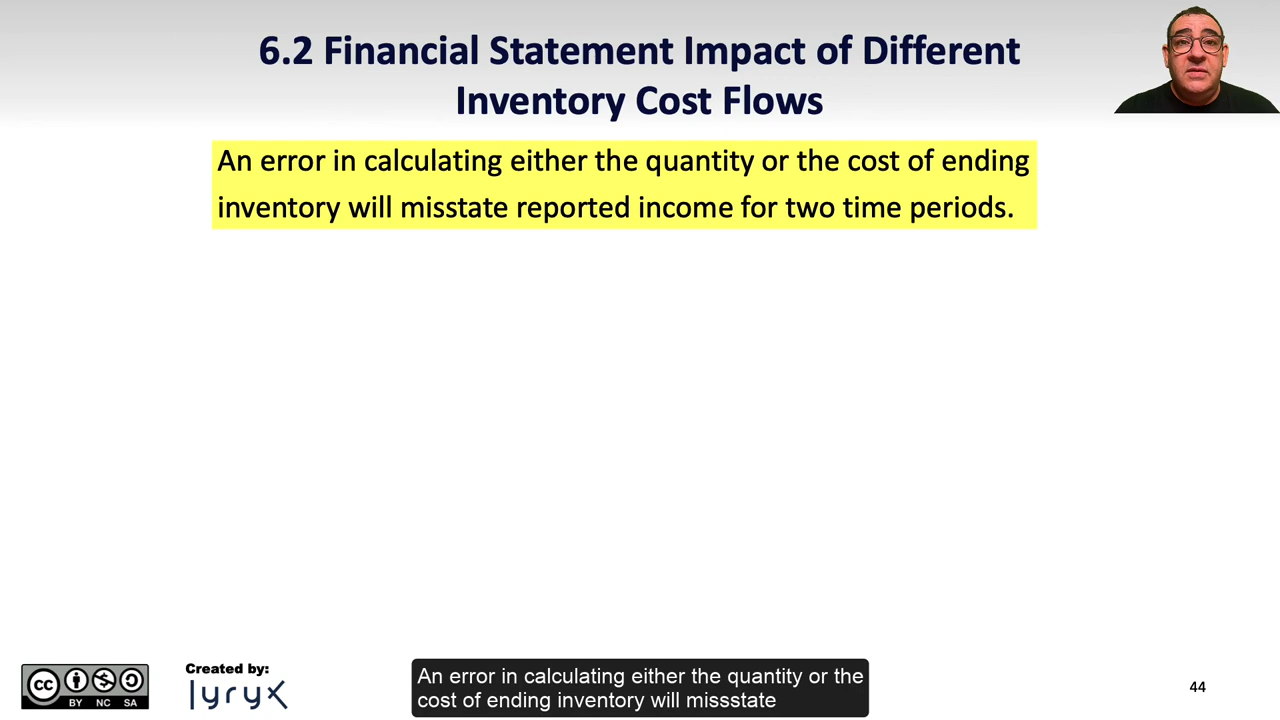 6.2 Financial Statement Impact of Different
Inventory Cost Flows
An error in calculating either the quantity or the cost of ending
inventory will misstate reported income for two time periods.
cc
BY NC SA
Created by:
lyryx
An error in calculating either the quantity or the
cost of ending inventory will missstate
44